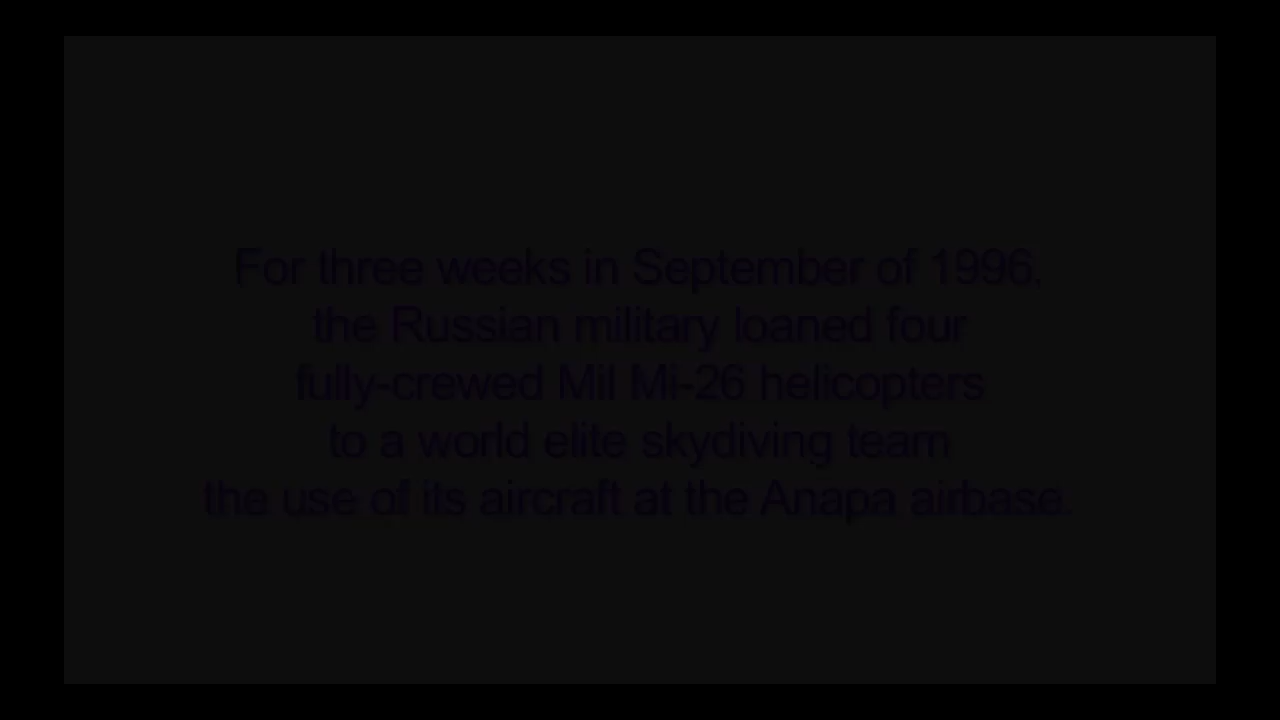 For three weeks in September of 1996,
the Russian military loaned four
fully-crewed Mil Mi-26 helicopters
to a world elite skydiving team
the use of its aircraft at the Anapa airbase.